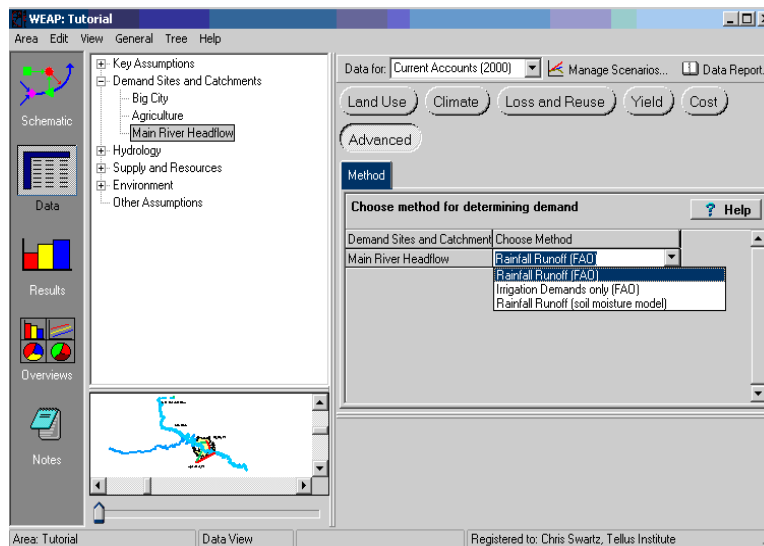 WEAP: Tutorial
Area Edit View General Tree Help
Schematic
Data
Results
Overviews
Notes
Key Assumptions
Demand Sites and Catchments
Big City
Agriculture
Main River Headflow
Hydrology
Supply and Resources
Environment
Other Assumptions
Data for: Current Accounts (2000) Manage Scenarios... Data Report.
Land Use Climate Loss and Reuse Yield Cost
Advanced
Method
Choose method for determining demand ? Help
Demand Sites and Catchment Choose Method
Main River Headflow Rainfall Runoff (FAO)
Rainfall Runoff (FAO)
Irrigation Demands only (FAO)
Rainfall Runoff (soil moisture model)
Area: Tutorial Data View Registered to: Chris Swartz, Tellus Institute